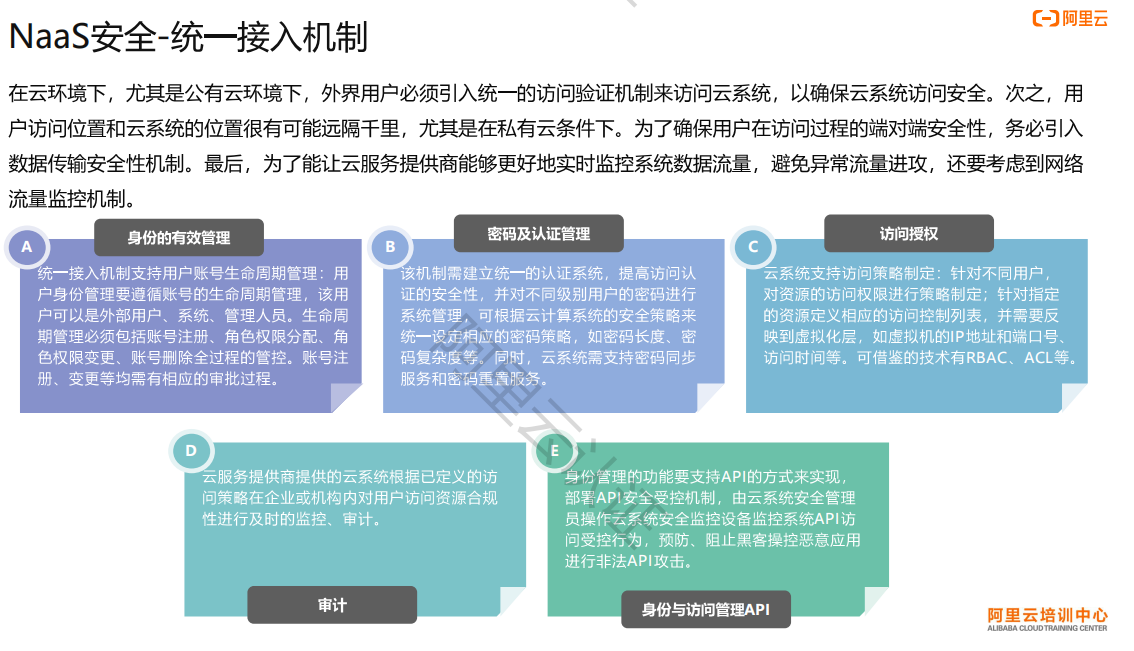 NaaS安全-统一接入机制
阿里云
在云环境下，尤其是公有云环境下，外界用户必须引入统一的访问验证机制来访问云系统，以确保云系统访问安全。次之，用
户访问位置和云系统的位置很有可能远隔千里，尤其是在私有云条件下。为了确保用户在访问过程的端对端安全性，务必引入
数据传输安全性机制。最后，为了能让云服务提供商能够更好地实时监控系统数据流量，避免异常流量进攻，还要考虑到网络
流量监控机制。
A
身份的有效管理
统一接入机制支持用户账号生命周期管理：用
户身份管理要遵循账号的生命周期管理，该用
户可以是外部用户、系统、管理人员。生命周
期管理必须包括账号注册、角色权限分配、角
色权限变更、账号删除全过程的管控。账号注
册、变更等均需有相应的审批过程。
B
密码及认证管理
该机制需建立统一的认证系统，提高访问认
证的安全性，并对不同级别用户的密码进行
系统管理，可根据云计算系统的安全策略来
统一设定相应的密码策略，如密码长度、密
码复杂度等。同时，云系统需支持密码同步
服务和密码重置服务。
C
访问授权
云系统支持访问策略制定：针对不同用户，
对资源的访问权限进行策略制定；针对指定
的资源定义相应的访问控制列表，并需要反
映到虚拟化层，如虚拟机的IP地址和端口号、
访问时间等。可借鉴的技术有RBAC、ACL等。
D
云服务提供商提供的云系统根据已定义的访
问策略在企业或机构内对用户访问资源合规
性进行及时的监控、审计。
审计
E
身份管理的功能要支持API的方式来实现，
部署API安全受控机制，由云系统安全管理
员操作云系统安全监控设备监控系统API访
问受控行为，预防、阻止黑客操控恶意应用
进行非法API攻击。
身份与访问管理API
阿里云认证
阿里云培训中心
ALIBABA CLOUD TRAINING CENTER